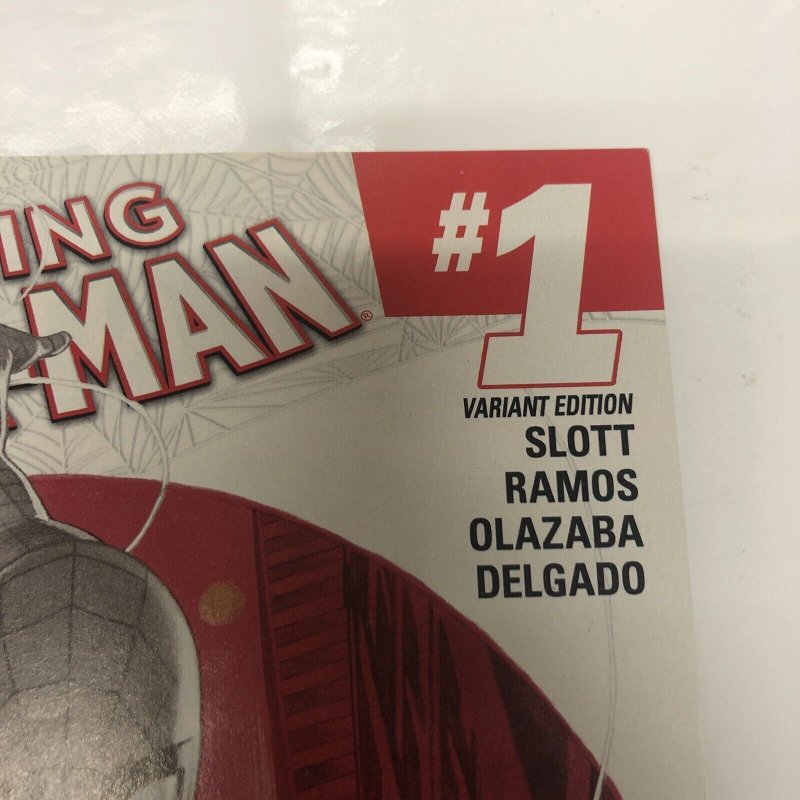 ING
MAN®
#1
VARIANT EDITION
SLOTT
RAMOS
OLAZABA
DELGADO